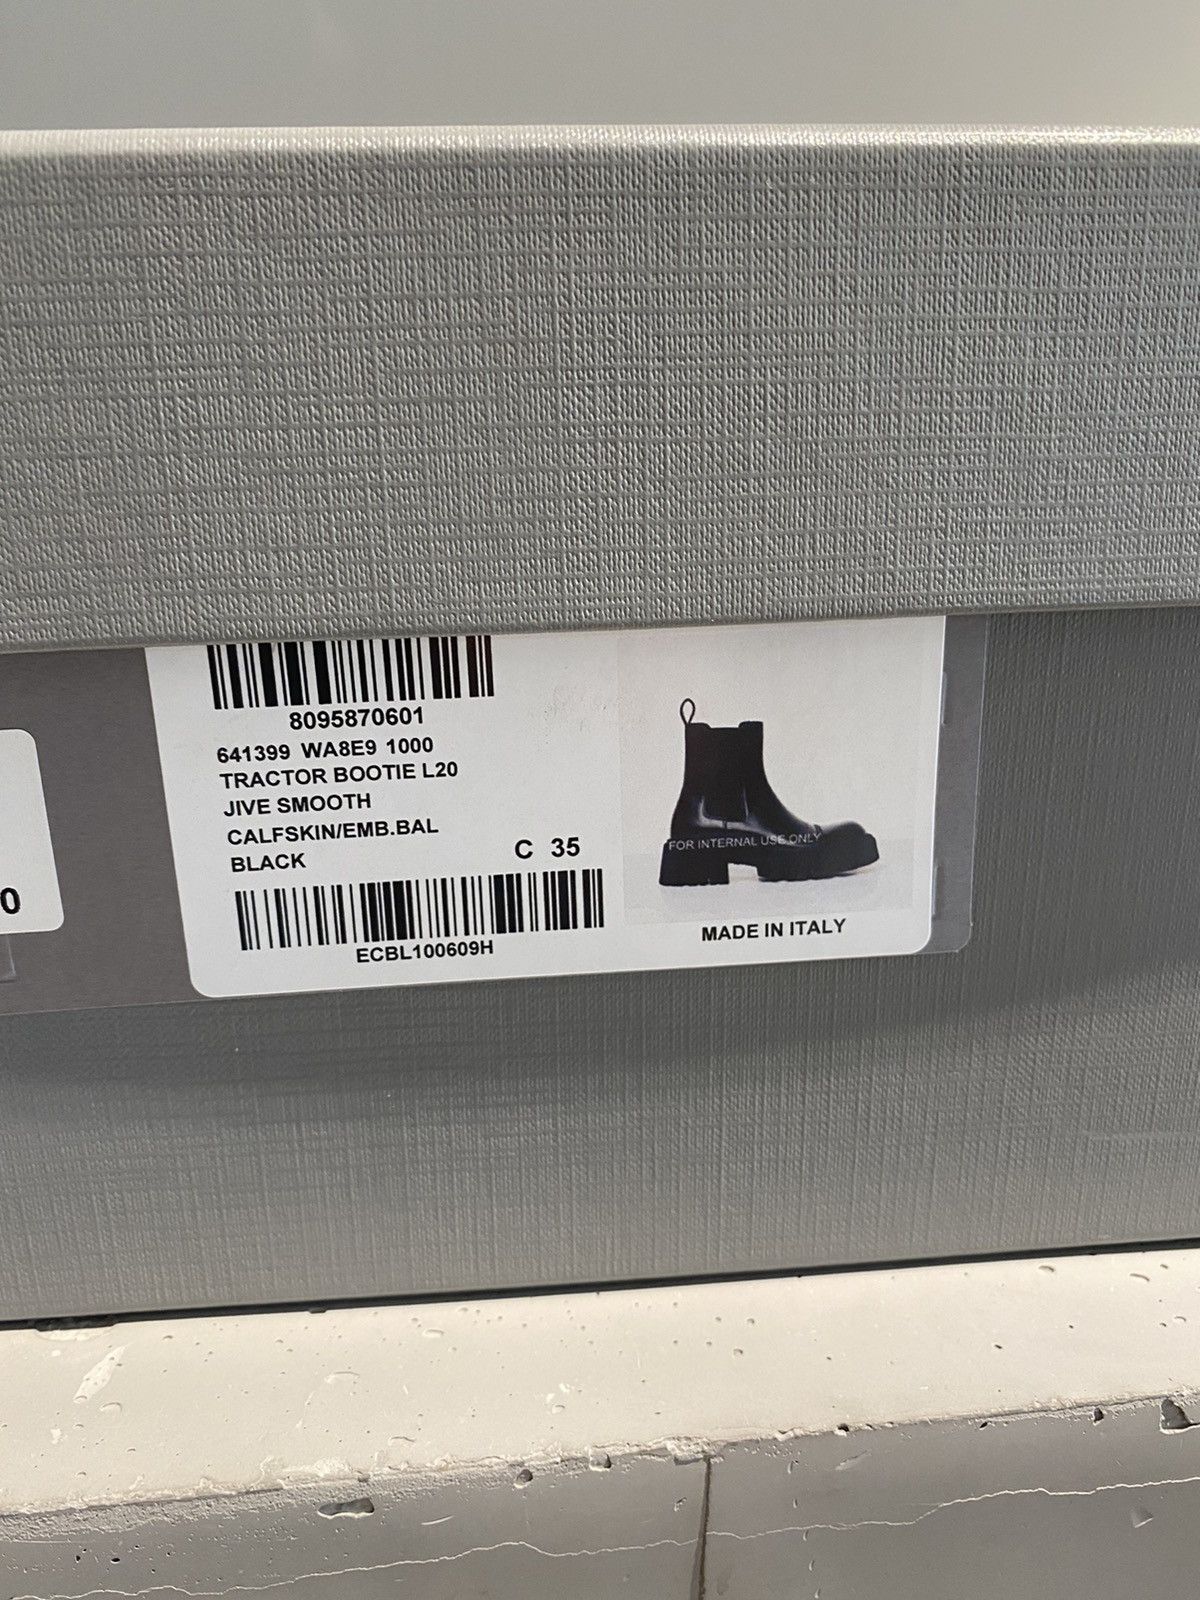 8095870601
641399 WA8E9 1000
TRACTOR BOOTIE L20
JIVE SMOOTH
CALFSKIN/EMB.BAL
BLACK
C 35
ECBL100609H
FOR INTERNAL USE ONLY
MADE IN ITALY
0